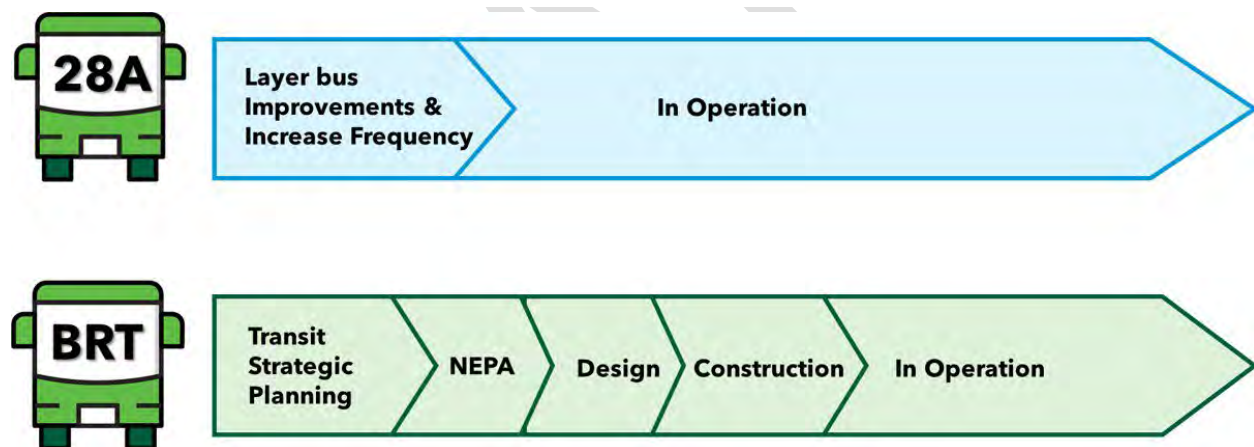 28A
Layer bus
Improvements &
Increase Frequency
In Operation
BRT
Transit
Strategic
Planning
NEPA
Design
Construction
In Operation